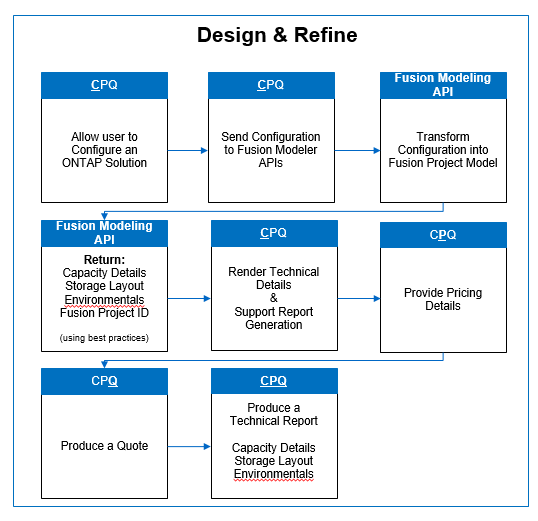 Design & Refine
CPQ
Allow user to
Configure an
ONTAP Solution
CPQ
Send Configuration
to Fusion Modeler
APIs
Fusion Modeling
API
Transform
Configuration into
Fusion Project Model
Fusion Modeling
API
Return:
Capacity Details
Storage Layout
Environmentals
Fusion Project ID
(using best practices)
CPQ
Render Technical
Details
&
Support Report
Generation
CPQ
Provide Pricing
Details
CPQ
Produce a Quote
CPQ
Produce a
Technical Report
Capacity Details
Storage Layout
Environmentals